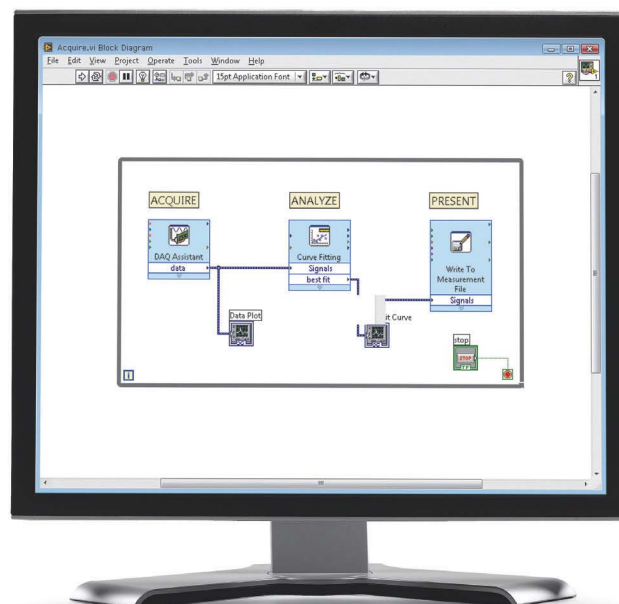 Acquire.vi Block Diagram
File Edit View Project Operate Tools Window Help
15pt Application Font
ACQUIRE
ANALYZE
PRESENT
DAQ Assistant
data
Curve Fitting
Signals
best fit
Write To
Measurement
File
Signals
Data Plot
it Curve
stop
STOP
TF
i